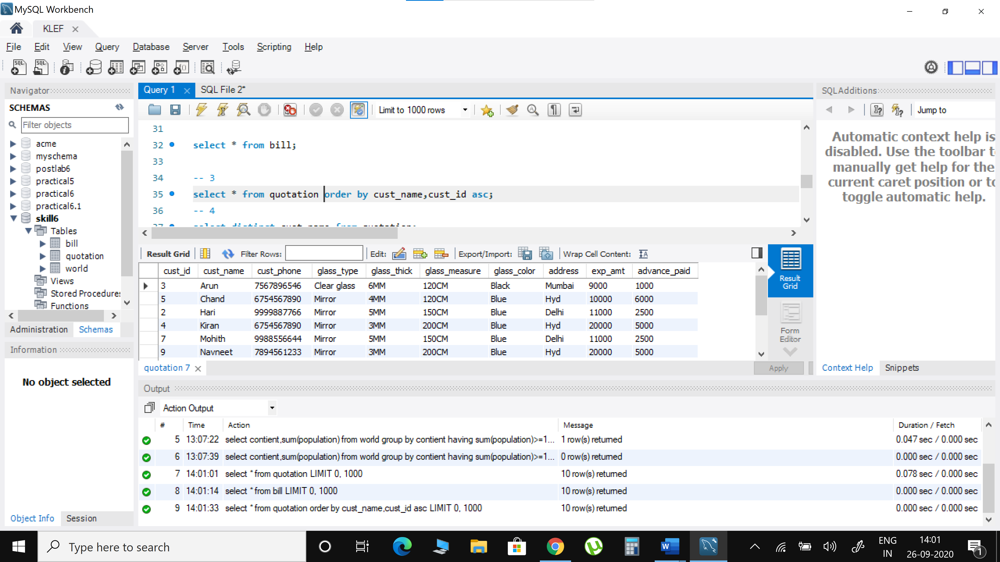 MySQL Workbench
KLEF
File Edit View Query Database Server Tools Scripting Help
Navigator
SCHEMAS
Filter objects
acme
myschema
postlab6
practical5
practical6
practical6.1
skill6
Tables
bill
quotation
world
Views
Stored Procedures
Functions
Administration Schemas
Information
No object selected
Object Info Session
Query 1 SQL File 2*
Limit to 1000 rows
31
32 select * from bill;
33
34 -- 3
35 select * from quotation order by cust_name,cust_id asc;
36 -- 4
37 select distinct cust_name from quotation;
Result Grid Filter Rows: Edit: Export/Import: Wrap Cell Content:
cust_id cust_name cust_phone glass_type glass_thick glass_measure glass_color address exp_amt advance_paid
3 Arun 7567896546 Clear glass 6MM 120CM Black Mumbai 9000 1000
5 Chand 6754567890 Mirror 4MM 120CM Blue Hyd 10000 6000
2 Hari 9999887766 Mirror 5MM 150CM Blue Delhi 11000 2500
4 Kiran 6754567890 Mirror 3MM 200CM Blue Hyd 20000 5000
7 Mohith 9988556644 Mirror 5MM 150CM Blue Delhi 11000 2500
9 Navneet 7894561233 Mirror 3MM 200CM Blue Hyd 20000 5000
Result
Grid
Form
Editor
quotation 7 Apply
SQLAdditions
Jump to
Automatic context help is
disabled. Use the toolbar to
manually get help for the
current caret position or to
toggle automatic help.
Context Help Snippets
Output
Action Output
# Time Action Message Duration / Fetch
5 13:07:22 select contient,sum(population) from world group by contient having sum(population)>=1... 1 row(s) returned 0.047 sec / 0.000 sec
6 13:07:39 select contient,sum(population) from world group by contient having sum(population)>=1... 0 row(s) returned 0.000 sec / 0.000 sec
7 14:01:01 select * from quotation LIMIT 0, 1000 10 row(s) returned 0.078 sec / 0.000 sec
8 14:01:14 select * from bill LIMIT 0, 1000 10 row(s) returned 0.000 sec / 0.000 sec
9 14:01:33 select * from quotation order by cust_name,cust_id asc LIMIT 0, 1000 10 row(s) returned 0.000 sec / 0.000 sec
Type here to search
ENG
IN
14:01
26-09-2020
1